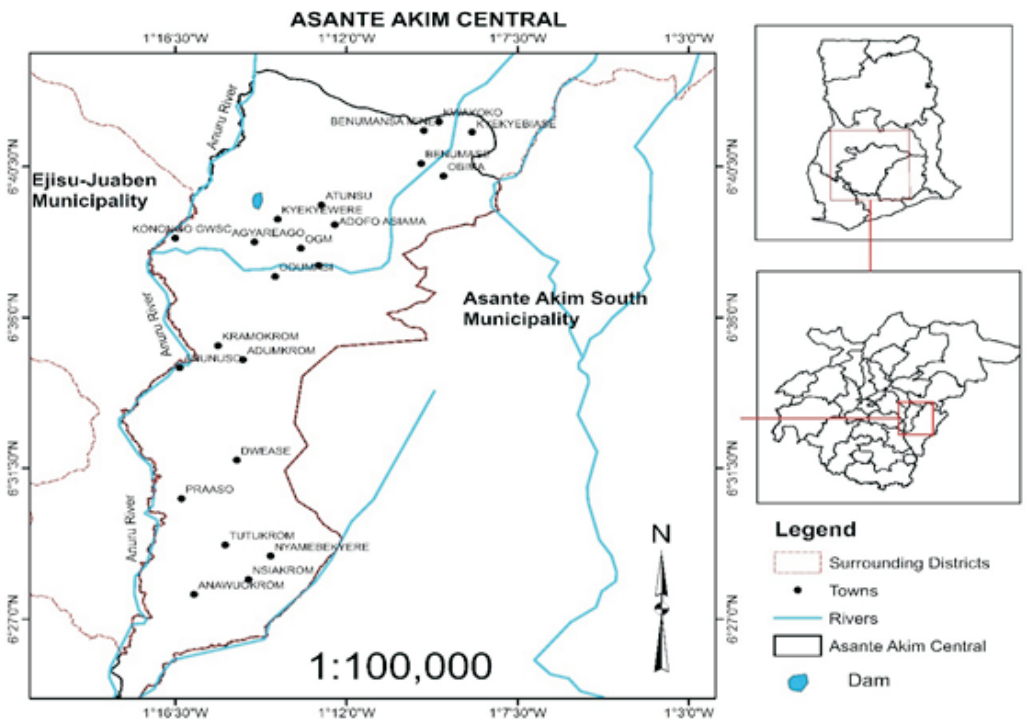 ASANTE AKIM CENTRAL
1°16'30"W
1°12'0"W
1°7'30"W
1°3'0"W
6°40'30"N
6°36'0"N
6°31'30"N
6°27'0"N
Anuru River
KWAKOKO
BENUMANSA
KYEKYEBIASE
BENUMASE
OBIMA
Ejisu-Juaben
Municipality
ATUNSU
KYEKYEWERE
ADOFO ASIAMA
KONONGO GWSC
AGYAREAGO
OGM
ODUMASI
Asante Akim South
Municipality
Anuru River
KRAMOKROM
ADUMKROM
DWEASE
PRAASO
Anuru River
TUTUKROM
NYAMEBEKYERE
NSIAKROM
ANAWUOKROM
1:100,000
N
6°40'30"N
6°36'0"N
6°31'30"N
6°27'0"N
1°16'30"W
1°12'0"W
1°7'30"W
1°3'0"W
Legend
Surrounding Districts
Towns
Rivers
Asante Akim Central
Dam